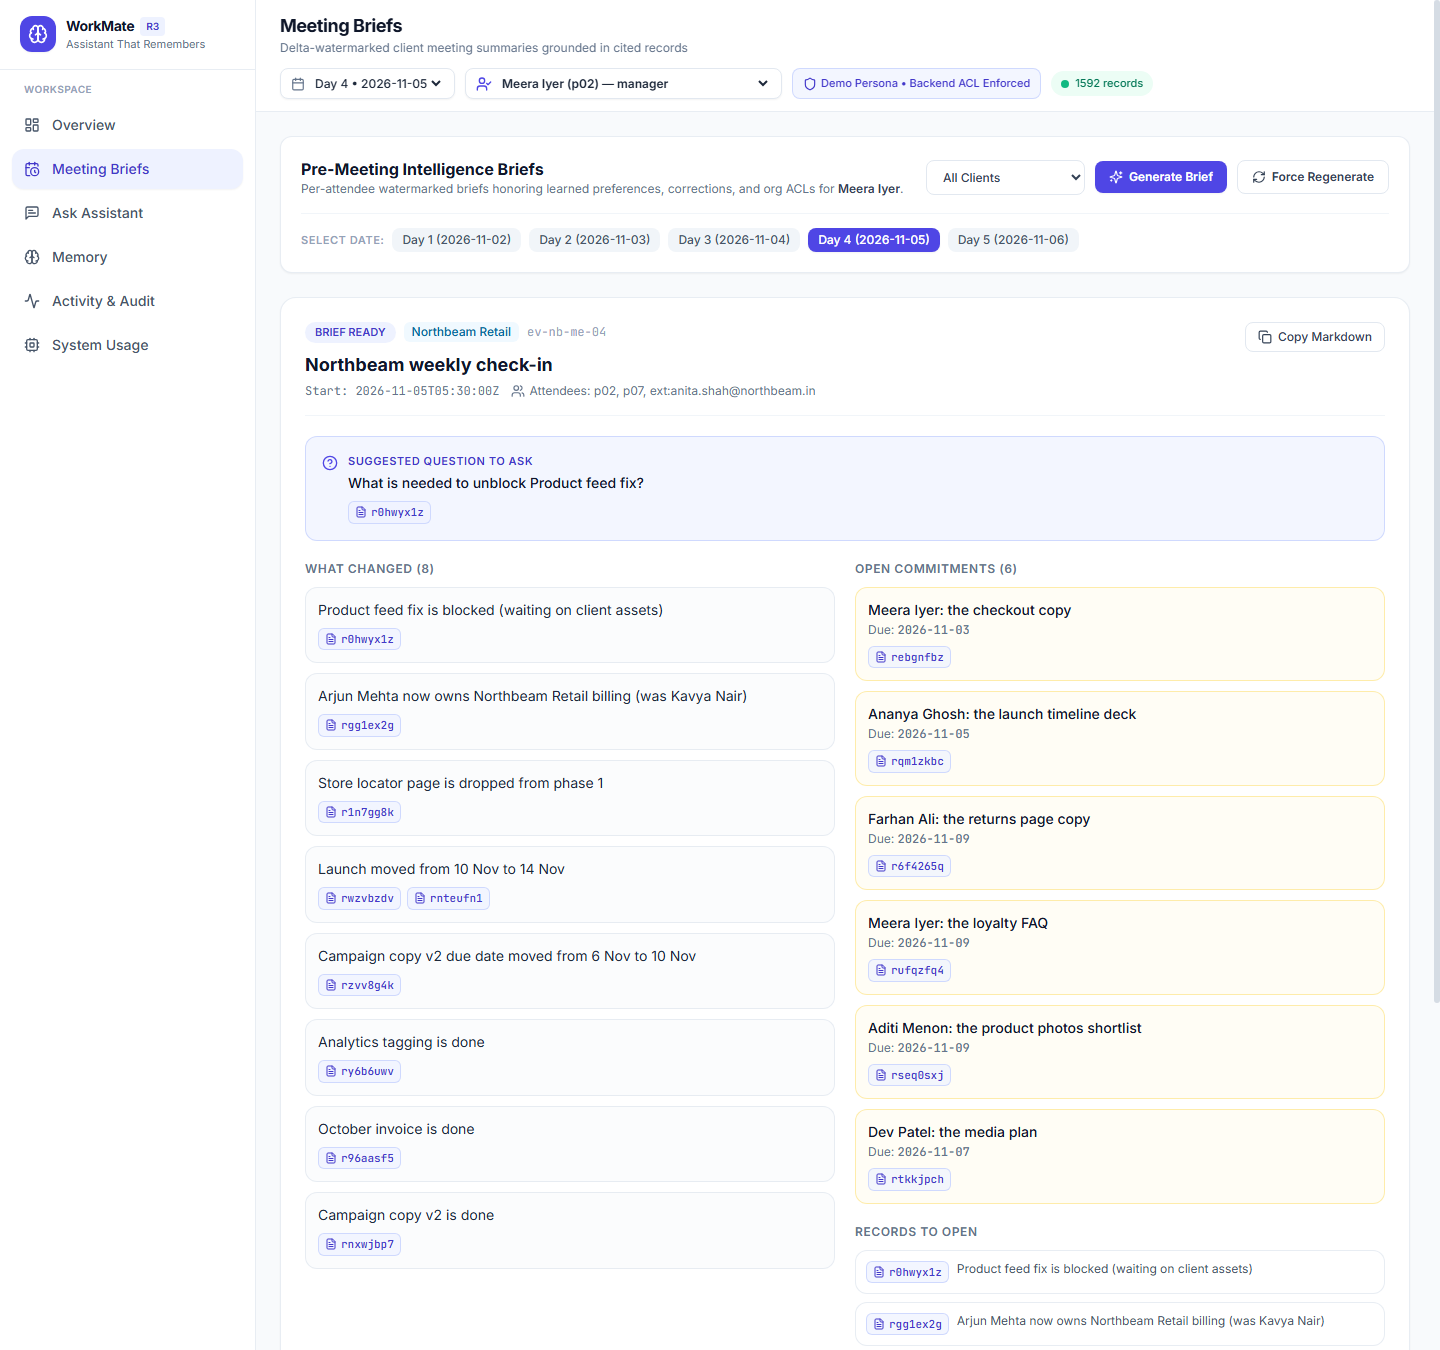 WorkMate R3
Assistant That Remembers
WORKSPACE
Overview
Meeting Briefs
Ask Assistant
Memory
Activity & Audit
System Usage
Meeting Briefs
Delta-watermarked client meeting summaries grounded in cited records
Day 4 • 2026-11-05
Meera Iyer (p02) — manager
Demo Persona • Backend ACL Enforced
1592 records
Pre-Meeting Intelligence Briefs
Per-attendee watermarked briefs honoring learned preferences, corrections, and org ACLs for Meera Iyer.
All Clients
Generate Brief
Force Regenerate
SELECT DATE:
Day 1 (2026-11-02)
Day 2 (2026-11-03)
Day 3 (2026-11-04)
Day 4 (2026-11-05)
Day 5 (2026-11-06)
BRIEF READY
Northbeam Retail
ev-nb-me-04
Copy Markdown
Northbeam weekly check-in
Start: 2026-11-05T05:30:00Z
Attendees: p02, p07, ext:anita.shah@northbeam.in
SUGGESTED QUESTION TO ASK
What is needed to unblock Product feed fix?
r0hwyx1z
WHAT CHANGED (8)
Product feed fix is blocked (waiting on client assets)
r0hwyx1z
Arjun Mehta now owns Northbeam Retail billing (was Kavya Nair)
rgg1ex2g
Store locator page is dropped from phase 1
r1n7gg8k
Launch moved from 10 Nov to 14 Nov
rwzvbzdv
rnteufn1
Campaign copy v2 due date moved from 6 Nov to 10 Nov
rzvv8g4k
Analytics tagging is done
ry6b6uwv
October invoice is done
r96aasf5
Campaign copy v2 is done
rnxwjbp7
OPEN COMMITMENTS (6)
Meera Iyer: the checkout copy
Due: 2026-11-03
rebgnfbz
Ananya Ghosh: the launch timeline deck
Due: 2026-11-05
rqm1zkbc
Farhan Ali: the returns page copy
Due: 2026-11-09
r6f4265q
Meera Iyer: the loyalty FAQ
Due: 2026-11-09
rufqzfq4
Aditi Menon: the product photos shortlist
Due: 2026-11-09
rseq0sxj
Dev Patel: the media plan
Due: 2026-11-07
rtkkjpch
RECORDS TO OPEN
r0hwyx1z Product feed fix is blocked (waiting on client assets)
rgg1ex2g Arjun Mehta now owns Northbeam Retail billing (was Kavya Nair)